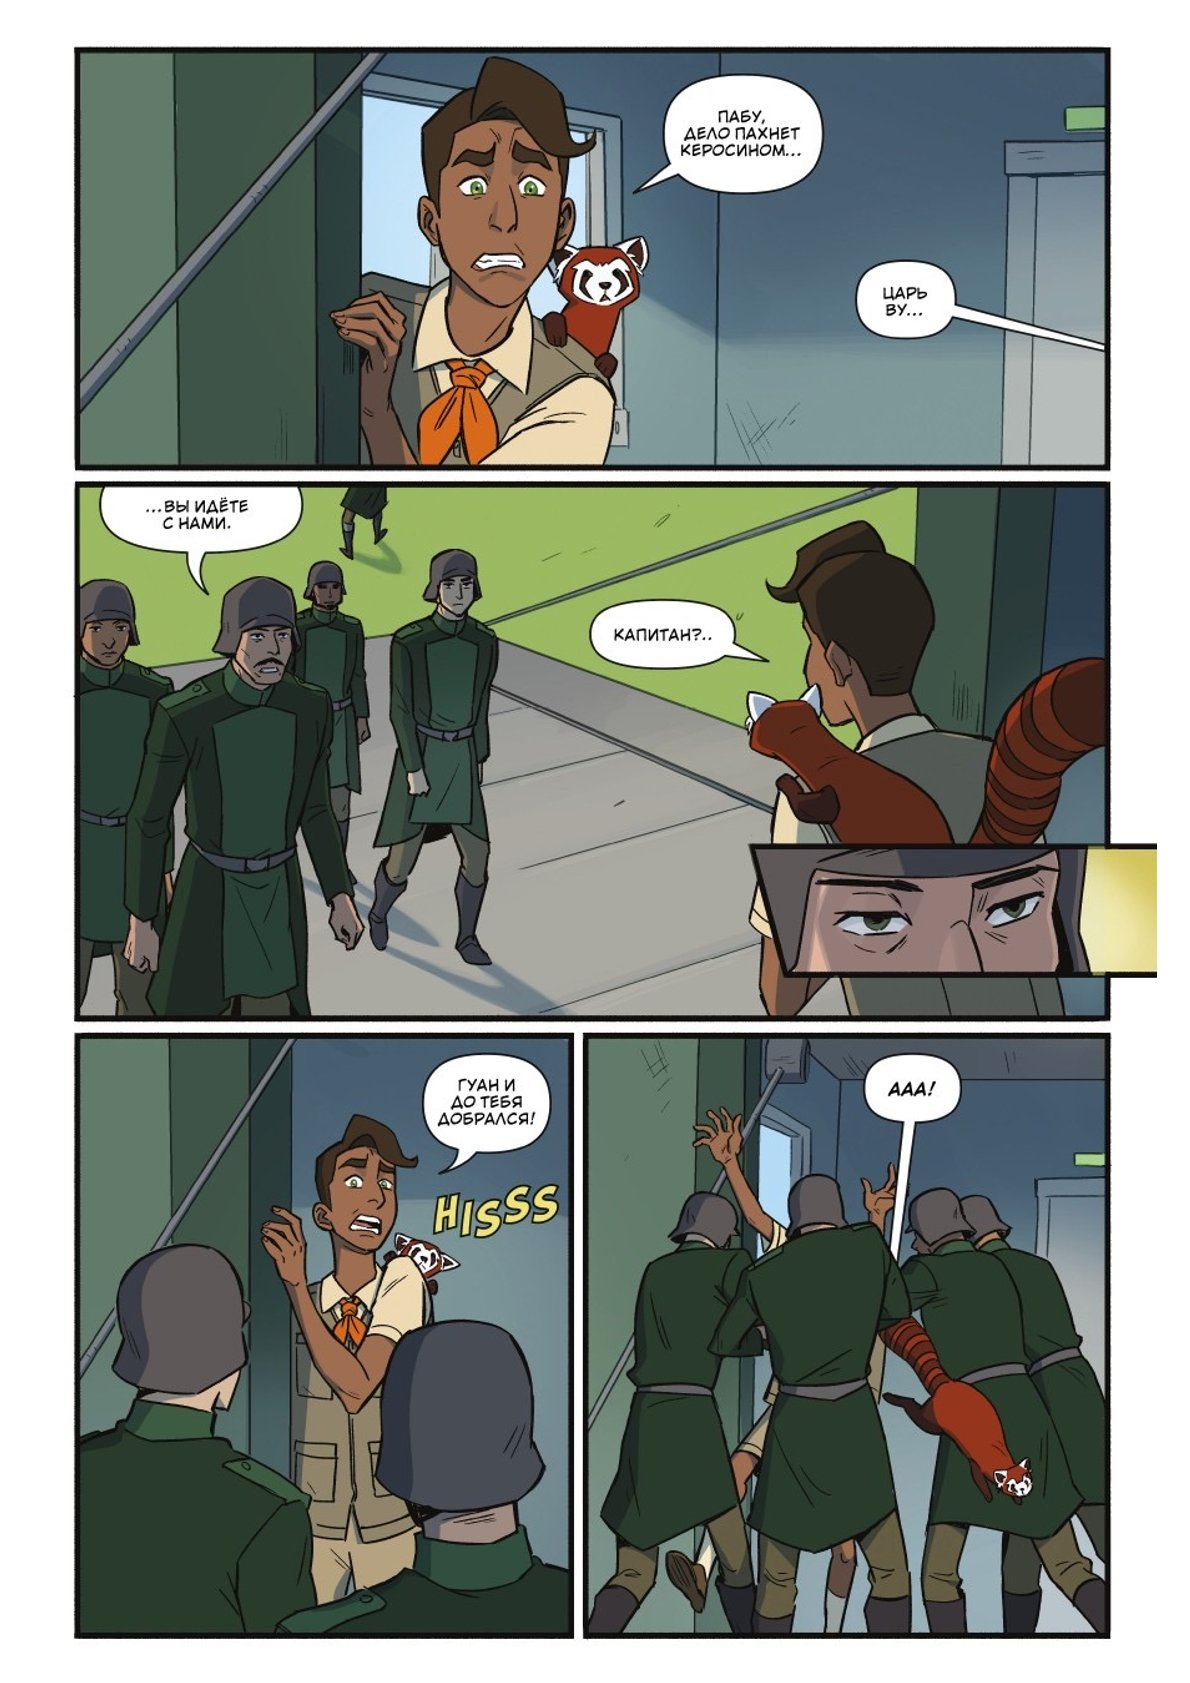 ПАБУ,
ДЕЛО ПАХНЕТ
КЕРОСИНОМ...
ЦАРЬ
ВУ...
...ВЫ ИДЁТЕ
С НАМИ.
КАПИТАН?..
ГУАН И
ДО ТЕБЯ
ДОБРАЛСЯ!
HISSS
ААА!